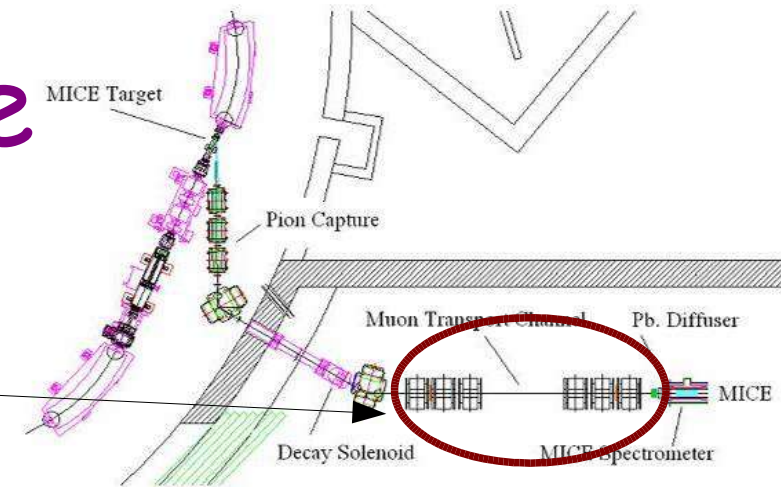 e
MICE Target
Pion Capture
Muon Transport Channel
Pb. Diffuser
MICE
Decay Solenoid
MICE Spectrometer